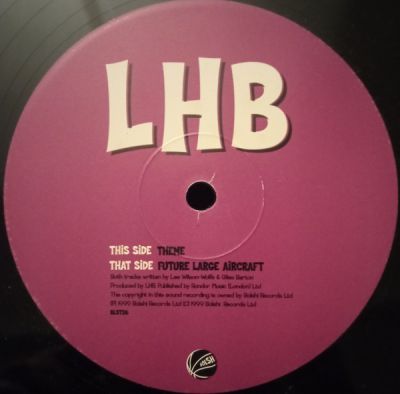 LHB
THIS SIDE THEME
THAT SIDE FUTURE LARGE AIRCRAFT
Both tracks written by Lee Wilson-Wolfe & Giles Barton
Produced by LHB Published by Rondor Music (London) Ltd
The copyright in this sound recording is owned by Bolshi Records Ltd
(P) 1999 Bolshi Records Ltd (C) 1999 Bolshi Records Ltd